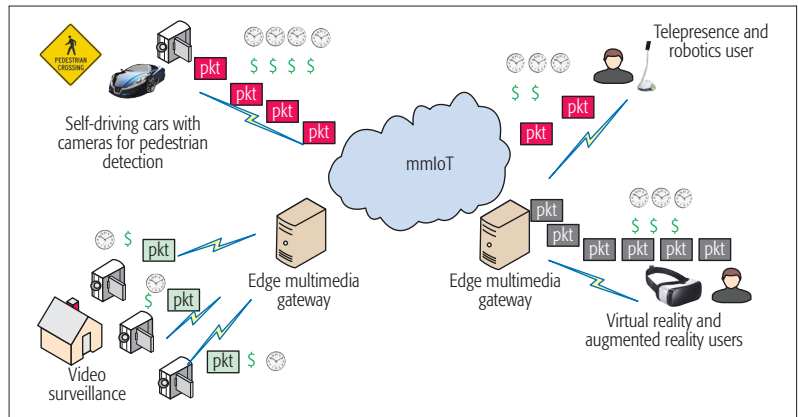 PEDESTRIAN
CROSSING
pkt
$ $ $ $
pkt
pkt
pkt
Self-driving cars with
cameras for pedestrian
detection
mmIoT
Telepresence and
robotics user
$ $
pkt
pkt
$
pkt
Edge multimedia
gateway
$
pkt
pkt
$
Video
surveillance
Edge multimedia
gateway
pkt
pkt
$ $ $
pkt pkt pkt pkt
Virtual reality and
augmented reality users